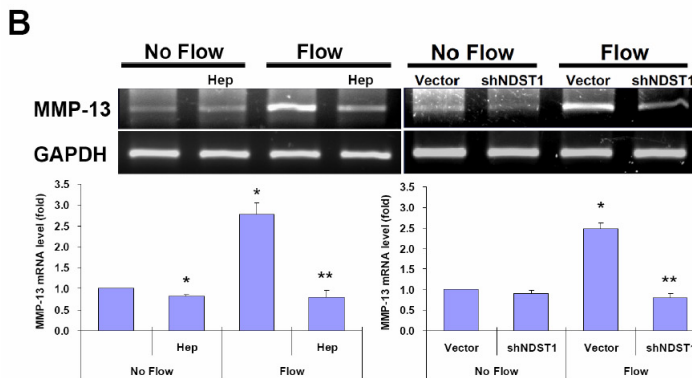 B
No Flow Flow No Flow Flow
Hep Hep Vector shNDST1 Vector shNDST1
MMP-13
GAPDH
MMP-13 mRNA level (fold)
3.5
3.0
2.5
2.0
1.5
1.0
0.5
0.0
*
*
**
Hep Hep
No Flow Flow
MMP-13 mRNA level (fold)
3.5
3.0
2.5
2.0
1.5
1.0
0.5
0.0
*
**
Vector shNDST1 Vector shNDST1
No Flow Flow